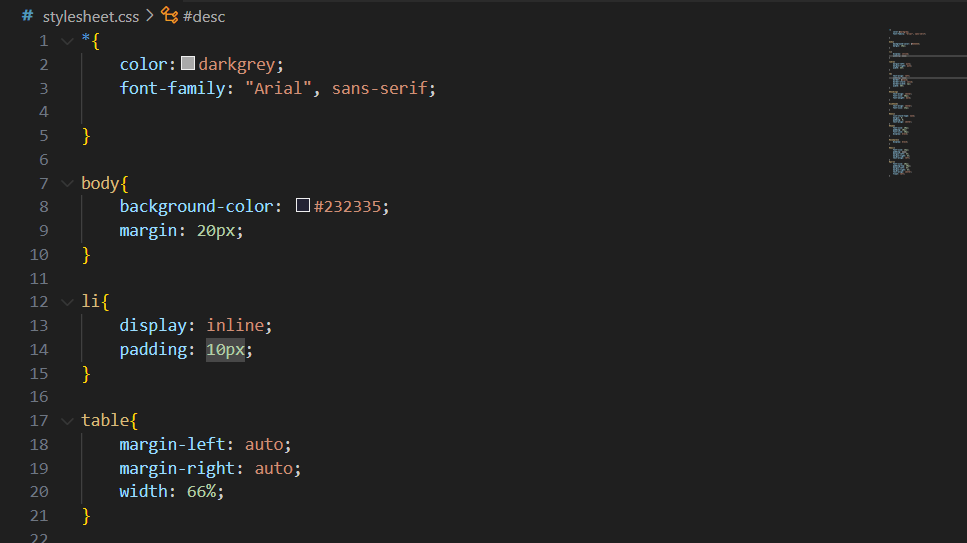 # stylesheet.css > #desc
1 *{
2 color: darkgrey;
3 font-family: "Arial", sans-serif;
4
5 }
6
7 body{
8 background-color: #232335;
9 margin: 20px;
10 }
11
12 li{
13 display: inline;
14 padding: 10px;
15 }
16
17 table{
18 margin-left: auto;
19 margin-right: auto;
20 width: 66%;
21 }
22